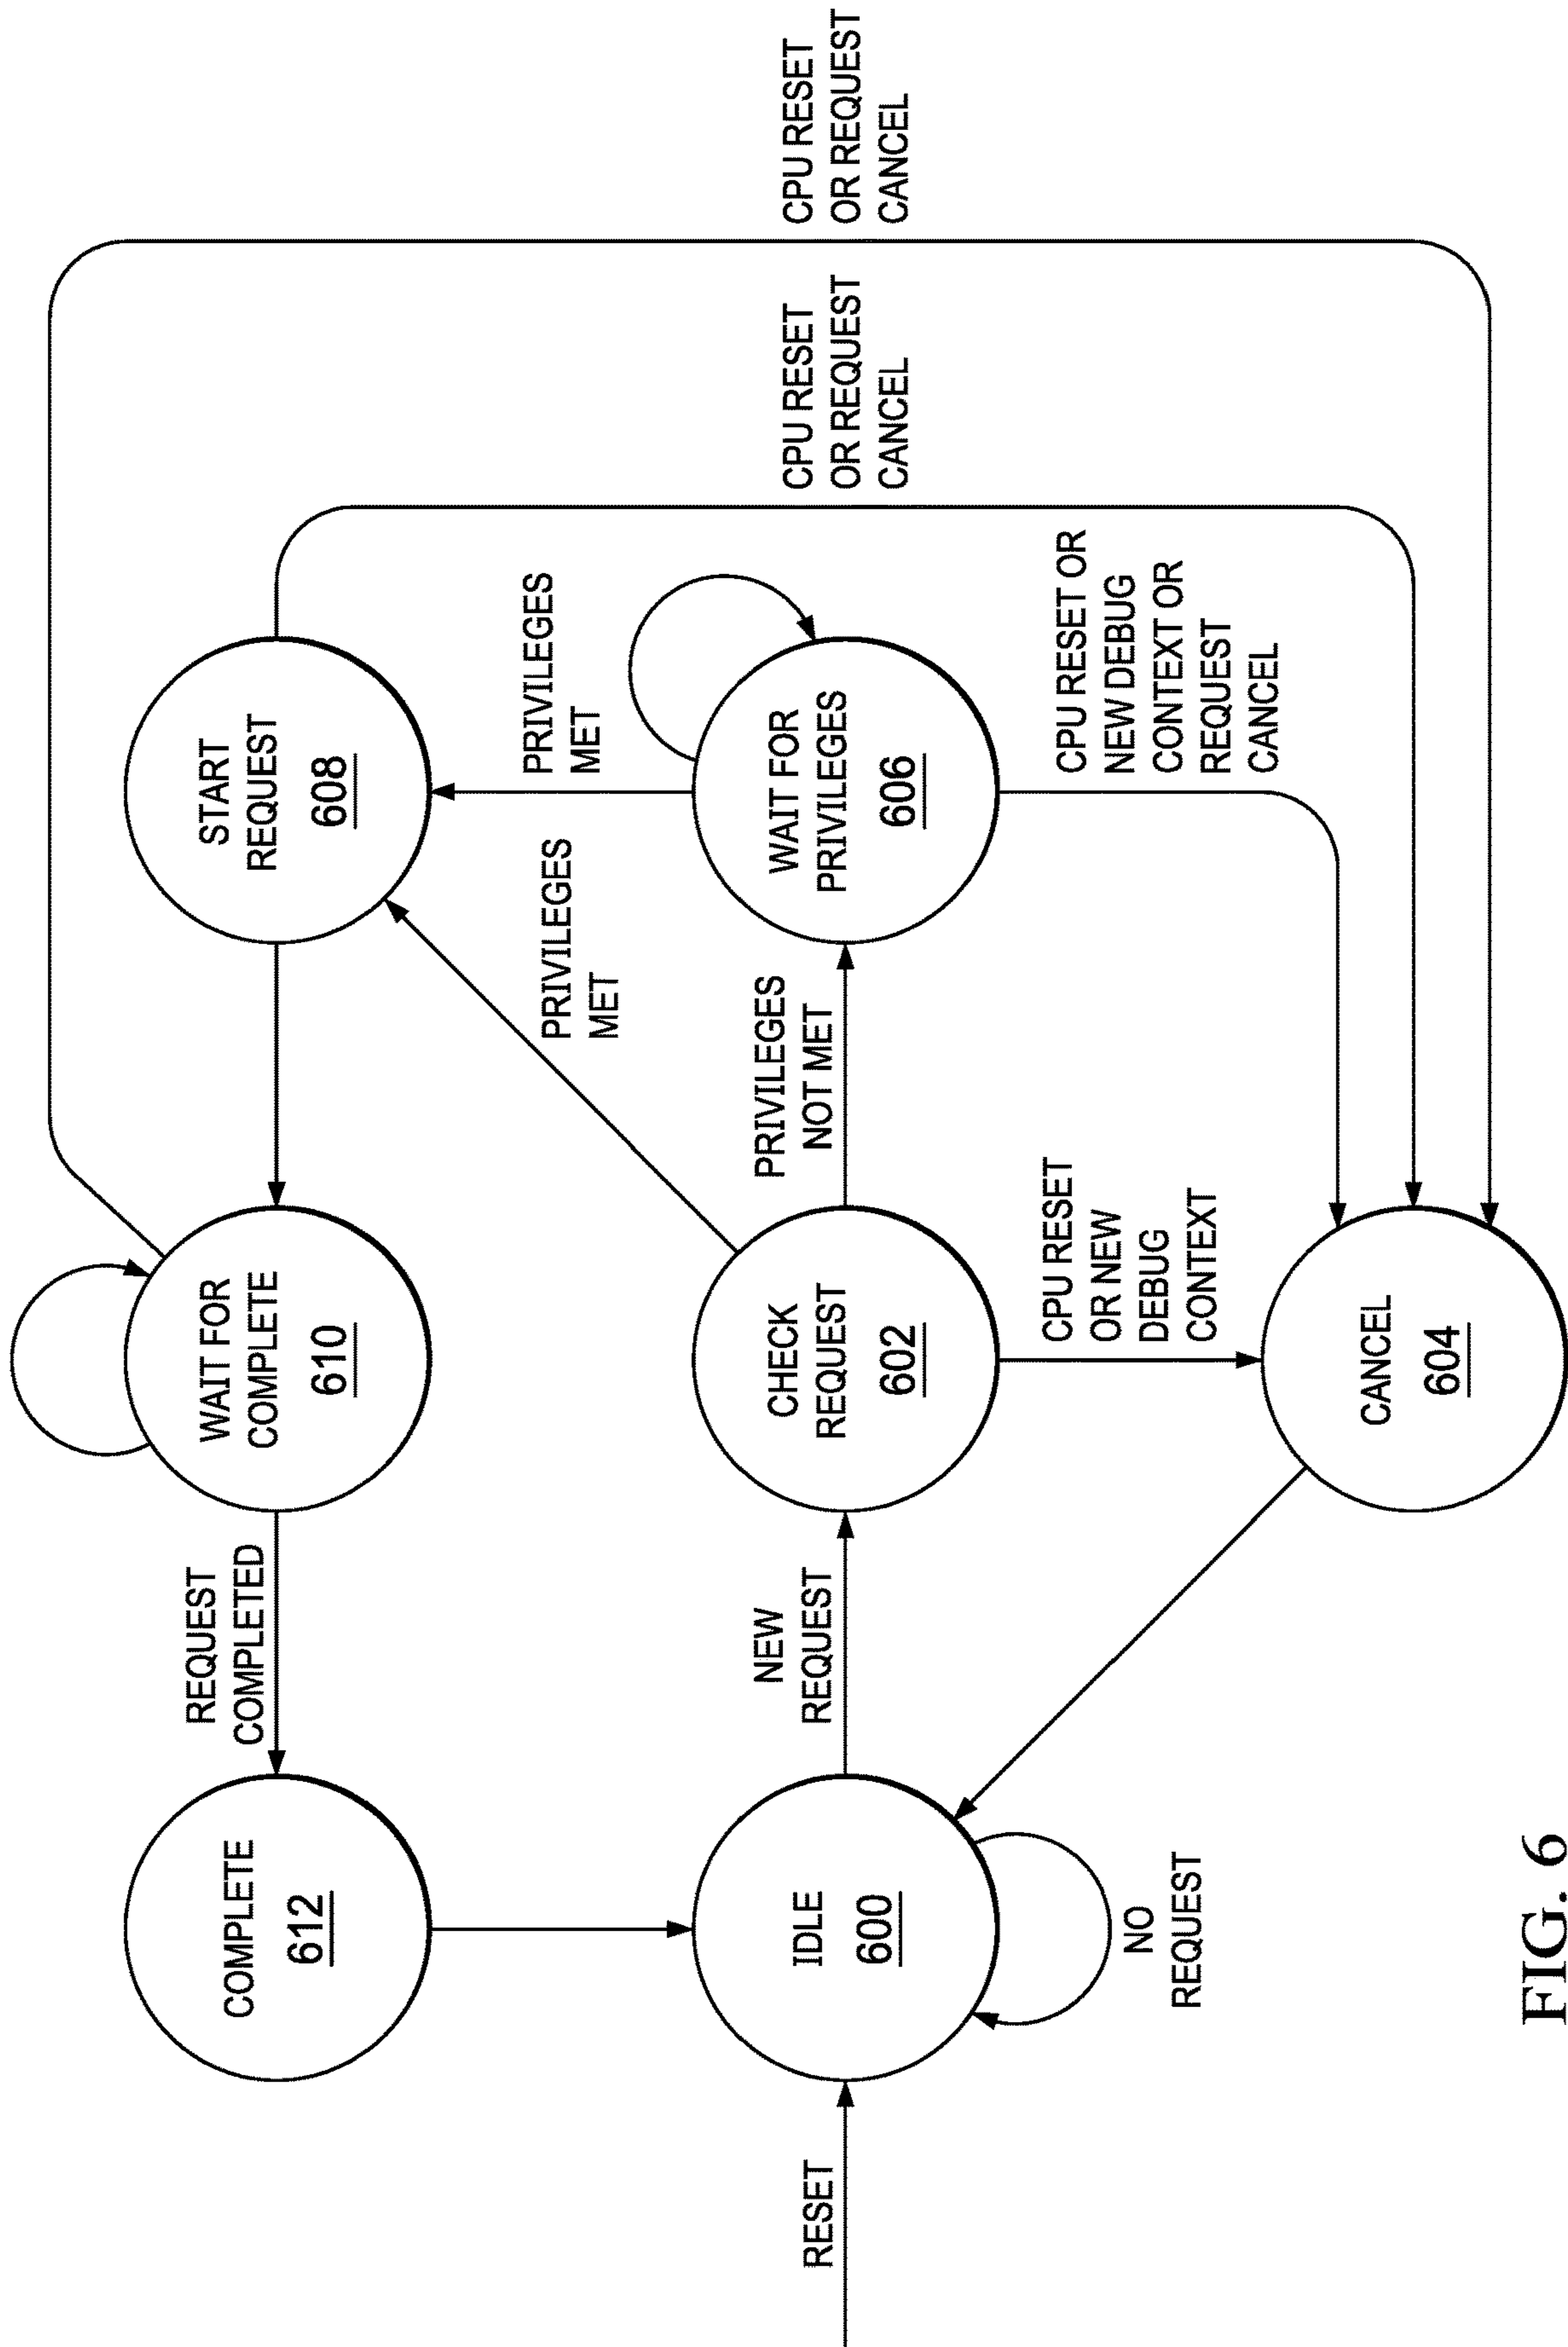 COMPLETE
612
REQUEST
COMPLETED
WAIT FOR
COMPLETE
610
START
REQUEST
608
CPU RESET
OR REQUEST
CANCEL
CPU RESET
OR REQUEST
CANCEL
PRIVILEGES
MET
PRIVILEGES
MET
RESET
IDLE
600
NO
REQUEST
NEW
REQUEST
CHECK
REQUEST
602
PRIVILEGES
NOT MET
WAIT FOR
PRIVILEGES
606
CPU RESET
OR NEW
DEBUG
CONTEXT
CPU RESET OR
NEW DEBUG
CONTEXT OR
REQUEST
CANCEL
CANCEL
604
FIG. 6